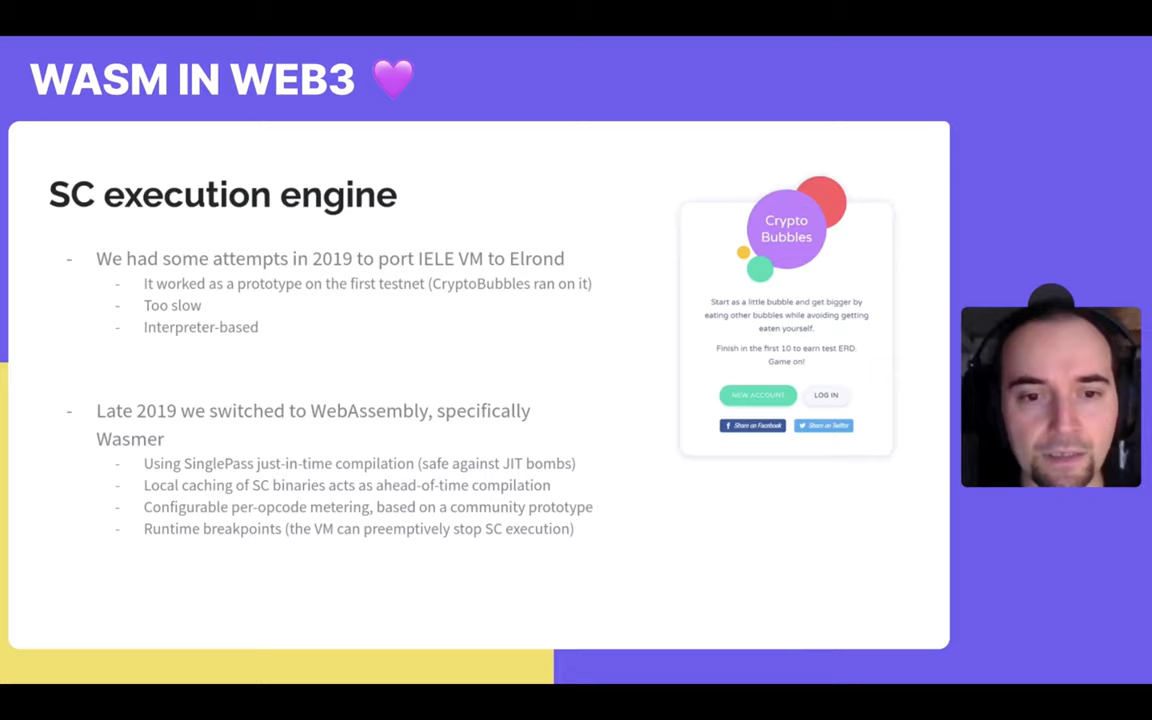 WASM IN WEB3 💜
SC execution engine
- We had some attempts in 2019 to port IELE VM to Elrond
- It worked as a prototype on the first testnet (CryptoBubbles ran on it)
- Too slow
- Interpreter-based
- Late 2019 we switched to WebAssembly, specifically
Wasmer
- Using SinglePass just-in-time compilation (safe against JIT bombs)
- Local caching of SC binaries acts as ahead-of-time compilation
- Configurable per-opcode metering, based on a community prototype
- Runtime breakpoints (the VM can preemptively stop SC execution)
Crypto
Bubbles
Start as a little bubble and get bigger by
eating other bubbles while avoiding getting
eaten yourself.
Finish in the first 10 to earn test ERD.
Game on!
NEW ACCOUNT
LOG IN
Share on Facebook
Share on Twitter